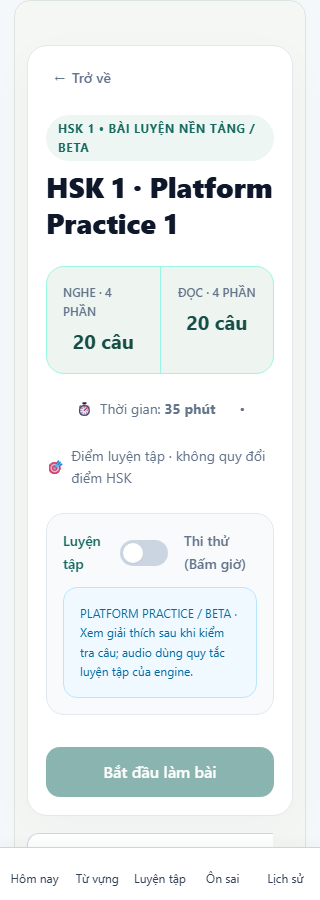 ← Trở về
HSK 1 • BÀI LUYỆN NỀN TẢNG /
BETA
HSK 1 · Platform
Practice 1
NGHE · 4
PHẦN
20 câu
ĐỌC · 4 PHẦN
20 câu
Thời gian: 35 phút •
Điểm luyện tập · không quy đổi
điểm HSK
Luyện
tập
Thi thử
(Bấm giờ)
PLATFORM PRACTICE / BETA ·
Xem giải thích sau khi kiểm
tra câu; audio dùng quy tắc
luyện tập của engine.
Bắt đầu làm bài
Hôm nay
Từ vựng
Luyện tập
Ôn sai
Lịch sử